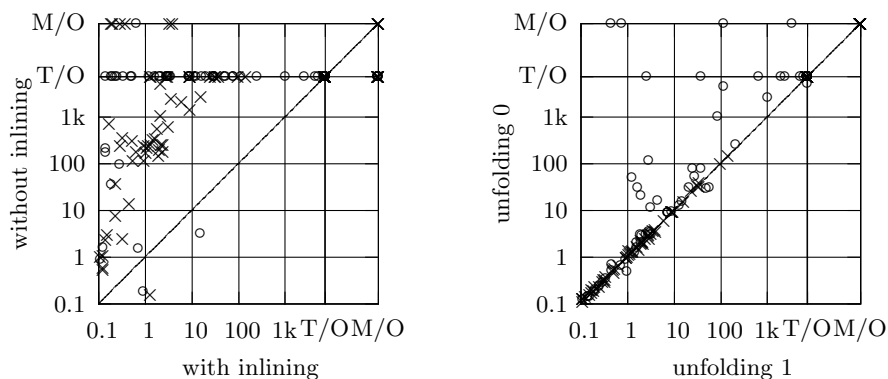 M/O
T/O
1k
100
10
1
0.1
without inlining
0.1 1 10 100 1k T/O M/O
with inlining
M/O
T/O
1k
100
10
1
0.1
unfolding 0
0.1 1 10 100 1k T/O M/O
unfolding 1